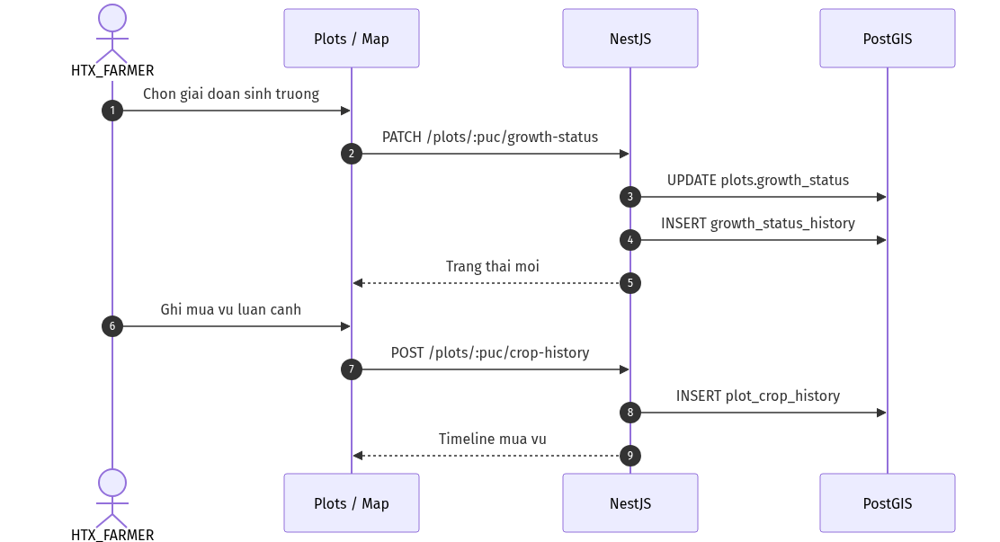 HTX_FARMER
Plots / Map
NestJS
PostGIS
Chon giai doan sinh truong
1
PATCH /plots/:puc/growth-status
2
UPDATE plots.growth_status
3
INSERT growth_status_history
4
Trang thai moi
5
Ghi mua vu luan canh
6
POST /plots/:puc/crop-history
7
INSERT plot_crop_history
8
Timeline mua vu
9
HTX_FARMER
Plots / Map
NestJS
PostGIS